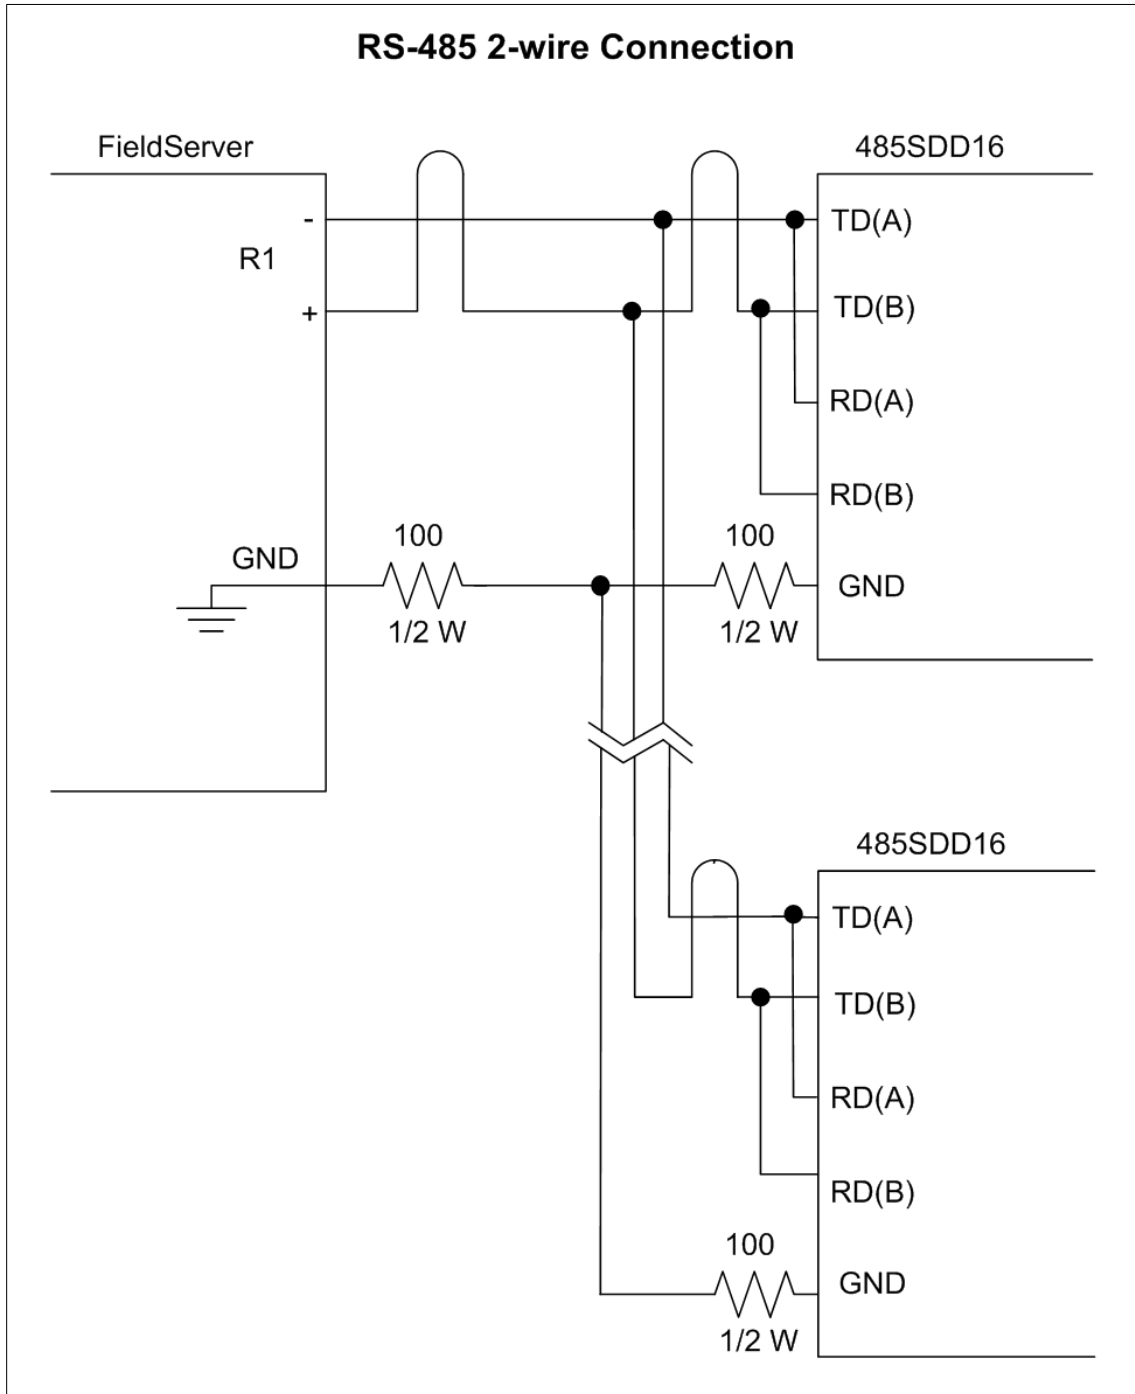 RS-485 2-wire Connection
FieldServer
485SDD16
-
R1
+
TD(A)
TD(B)
RD(A)
RD(B)
GND
100
1/2 W
100
1/2 W
GND
485SDD16
TD(A)
TD(B)
RD(A)
RD(B)
100
1/2 W
GND